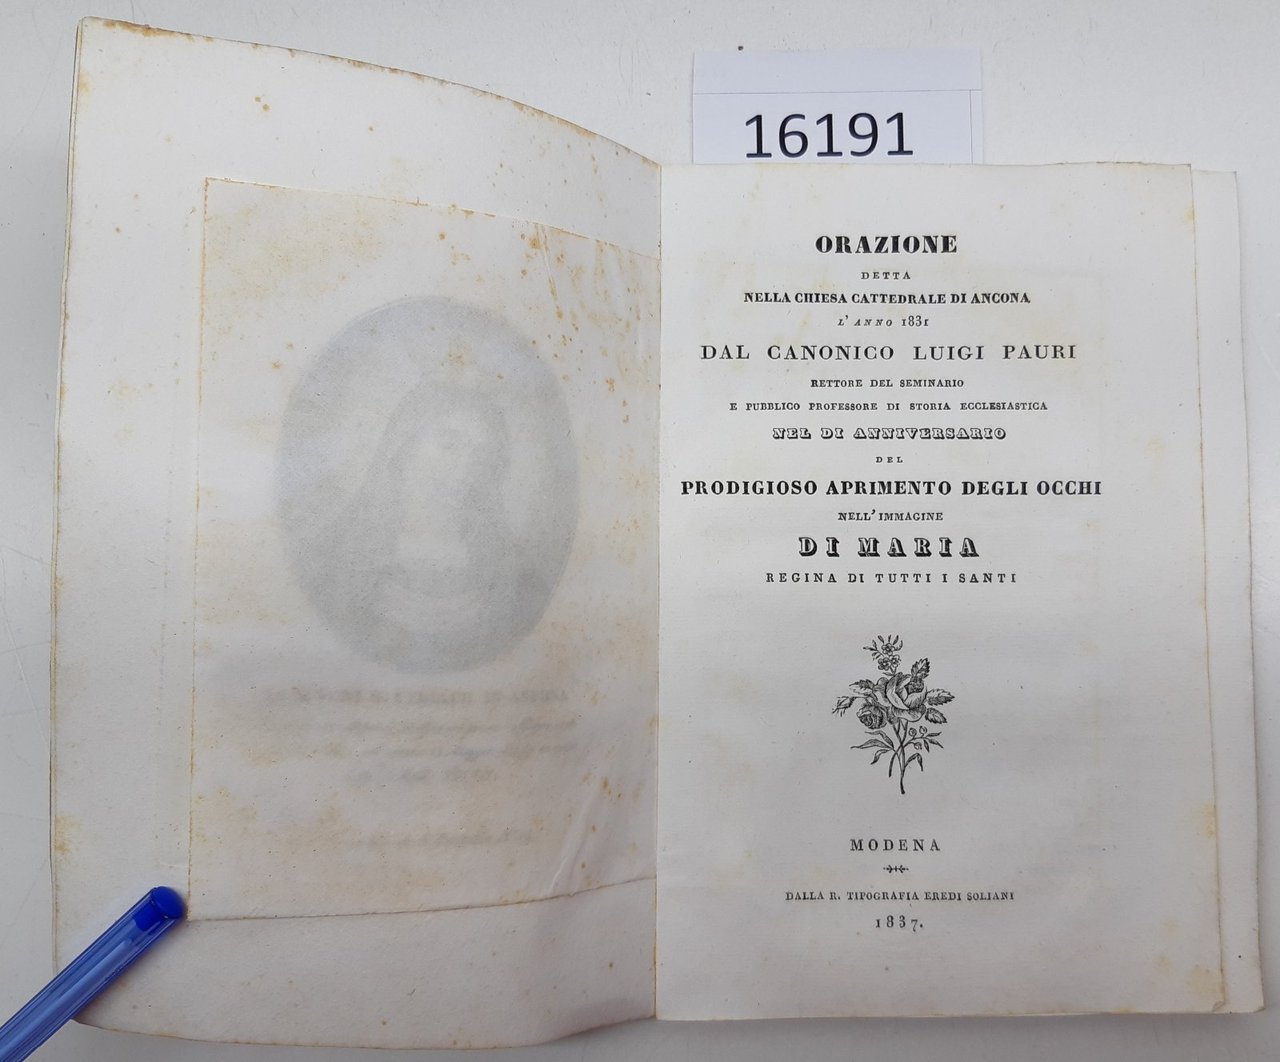 16191
ORAZIONE
DETTA
NELLA CHIESA CATTEDRALE DI ANCONA
L' ANNO 1831
DAL CANONICO LUIGI PAURI
RETTORE DEL SEMINARIO
E PUBBLICO PROFESSORE DI STORIA ECCLESIASTICA
NEL DI ANNIVERSARIO
DEL
PRODIGIOSO APRIMENTO DEGLI OCCHI
NELL' IMMAGINE
DI MARIA
REGINA DI TUTTI I SANTI
MODENA
DALLA R. TIPOGRAFIA EREDI SOLIANI
1837.